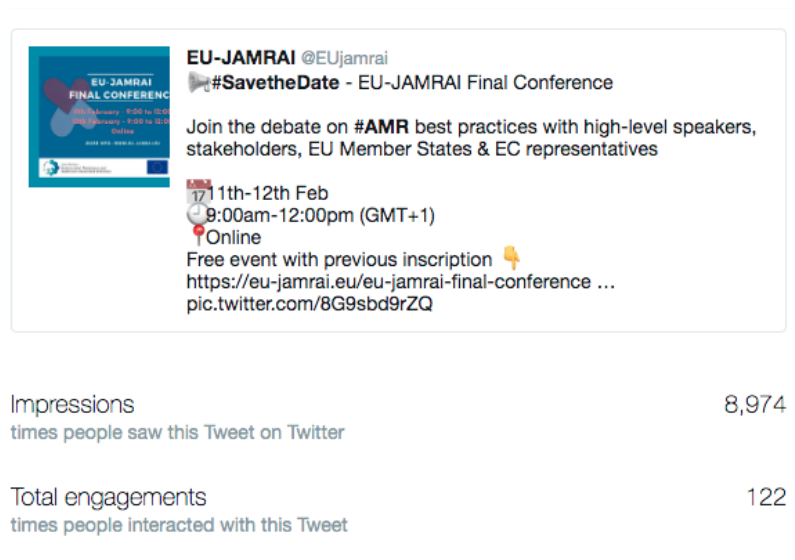 EU-JAMRAI
FINAL CONFERENC
Online
EU-JAMRAI @EUjamrai
#SavetheDate - EU-JAMRAI Final Conference
Join the debate on #AMR best practices with high-level speakers,
stakeholders, EU Member States & EC representatives
17 11th-12th Feb
9:00am-12:00pm (GMT+1)
Online
Free event with previous inscription 👇
https://eu-jamrai.eu/eu-jamrai-final-conference ...
pic.twitter.com/8G9sbd9rZQ
Impressions 8,974
times people saw this Tweet on Twitter
Total engagements 122
times people interacted with this Tweet